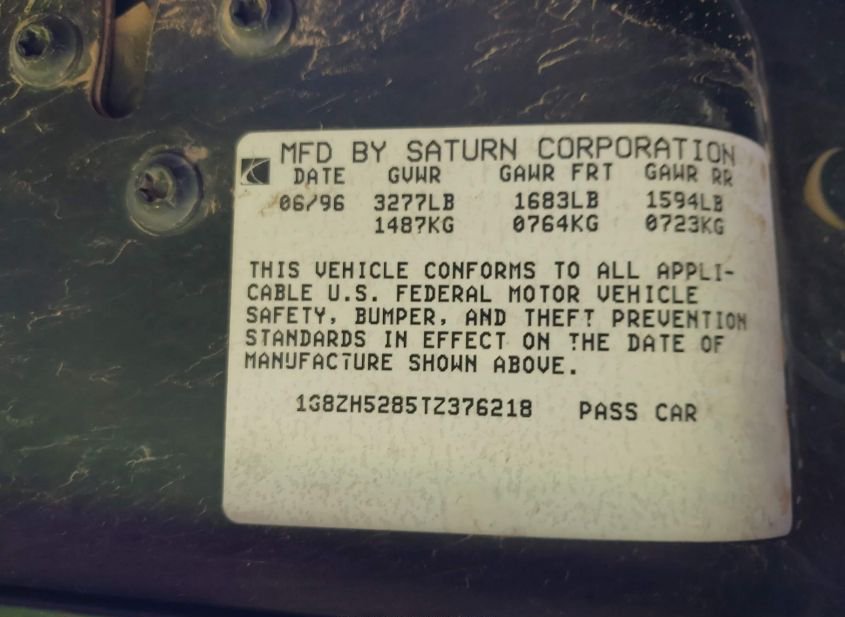 MFD BY SATURN CORPORATION
DATE GVWR GAWR FRT GAWR RR
06/96 3277LB 1683LB 1594LB
1487KG 0764KG 0723KG
THIS VEHICLE CONFORMS TO ALL APPLI-
CABLE U.S. FEDERAL MOTOR VEHICLE
SAFETY, BUMPER, AND THEFT PREVENTION
STANDARDS IN EFFECT ON THE DATE OF
MANUFACTURE SHOWN ABOVE.
1G8ZH5285TZ376218 PASS CAR